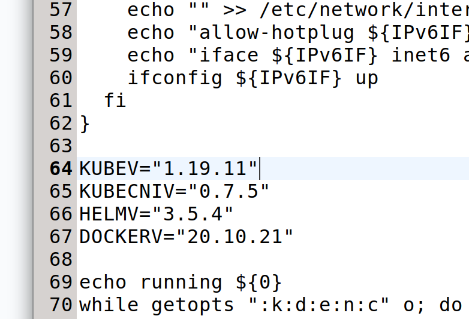 57 echo "" >> /etc/network/inter
58 echo "allow-hotplug ${IPv6IF}
59 echo "iface ${IPv6IF} inet6 a
60 ifconfig ${IPv6IF} up
61 fi
62 }
63
64 KUBEV="1.19.11"
65 KUBECNIV="0.7.5"
66 HELMV="3.5.4"
67 DOCKERV="20.10.21"
68
69 echo running ${0}
70 while getopts ":k:d:e:n:c" o; do